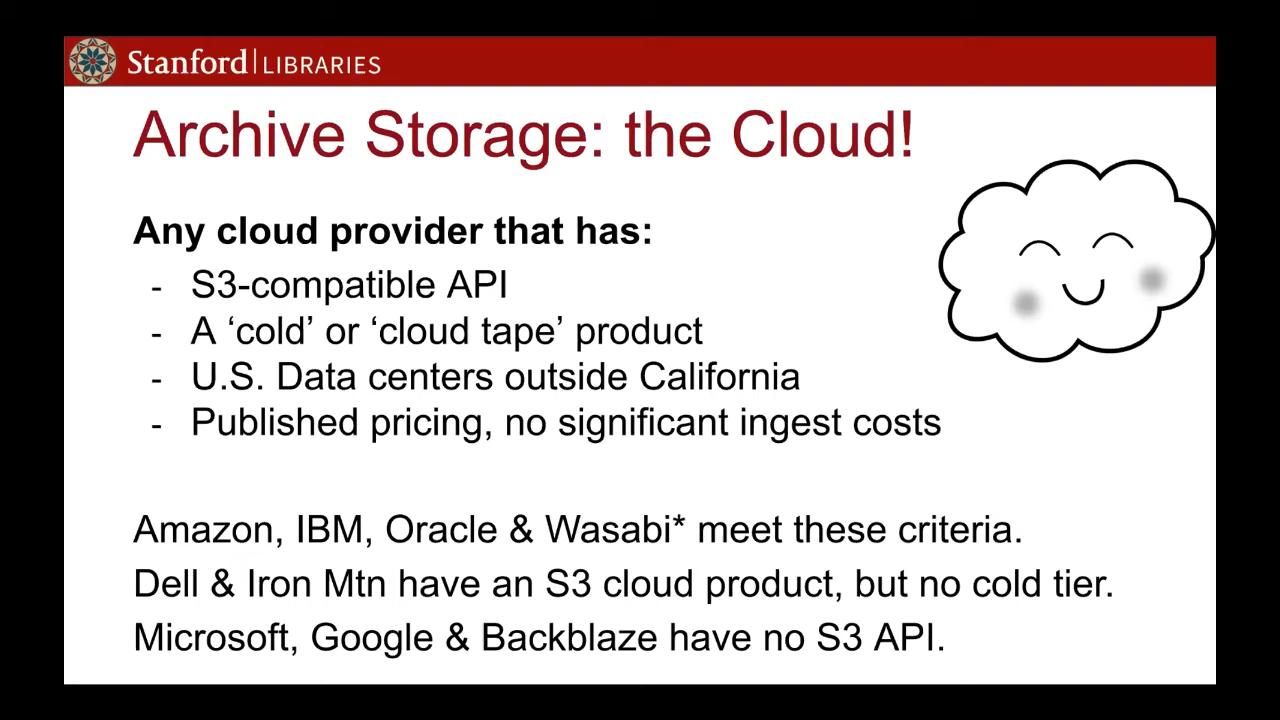 Stanford LIBRARIES
Archive Storage: the Cloud!
Any cloud provider that has:
- S3-compatible API
- A ‘cold’ or ‘cloud tape’ product
- U.S. Data centers outside California
- Published pricing, no significant ingest costs
Amazon, IBM, Oracle & Wasabi* meet these criteria.
Dell & Iron Mtn have an S3 cloud product, but no cold tier.
Microsoft, Google & Backblaze have no S3 API.